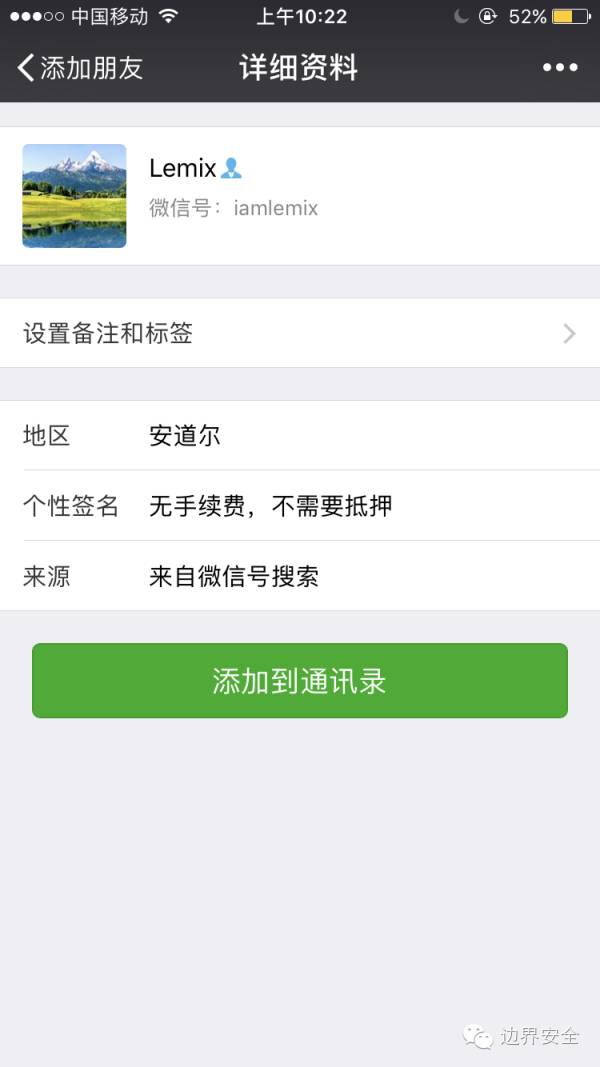 中国移动 上午10:22 52%
添加朋友 详细资料
Lemix
微信号：iamlemix
设置备注和标签
地区 安道尔
个性签名 无手续费，不需要抵押
来源 来自微信号搜索
添加到通讯录
边界安全